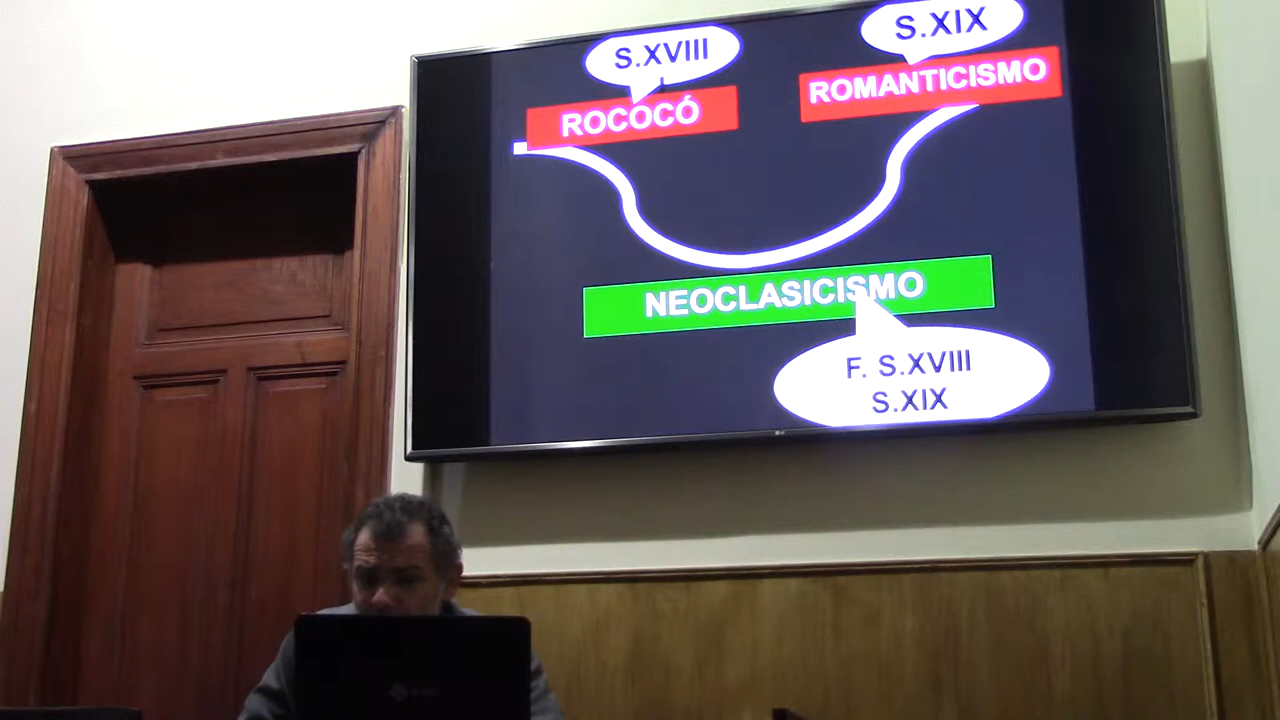 S.XVIII
S.XIX
ROCOCÓ
ROMANTICISMO
NEOCLASICISMO
F. S.XVIII
S.XIX